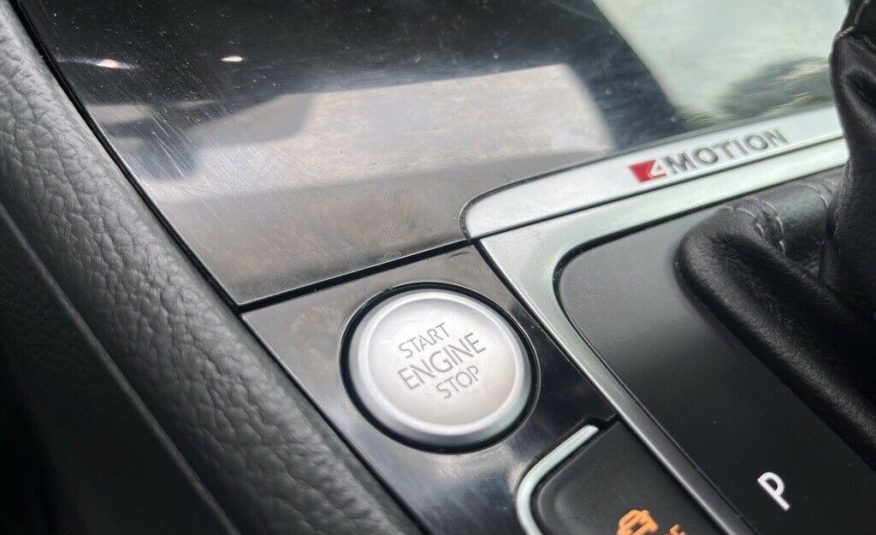 4MOTION
START
ENGINE
STOP
P